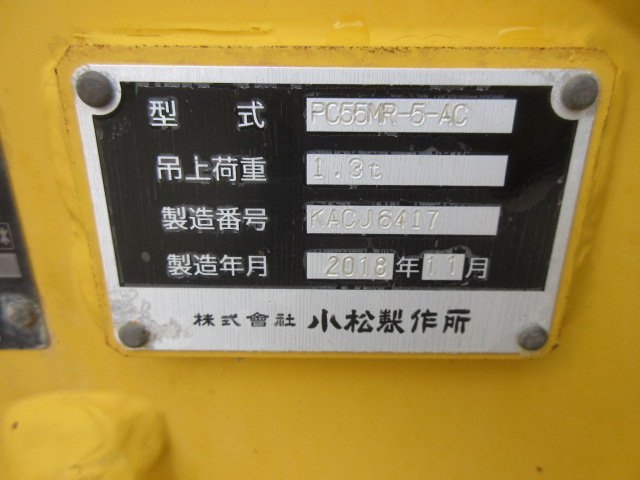 型 式 PC55MR-5-AC
吊上荷重 1.3t
製造番号 KACJ6417
製造年月 2018年11月
株式會社 小松製作所